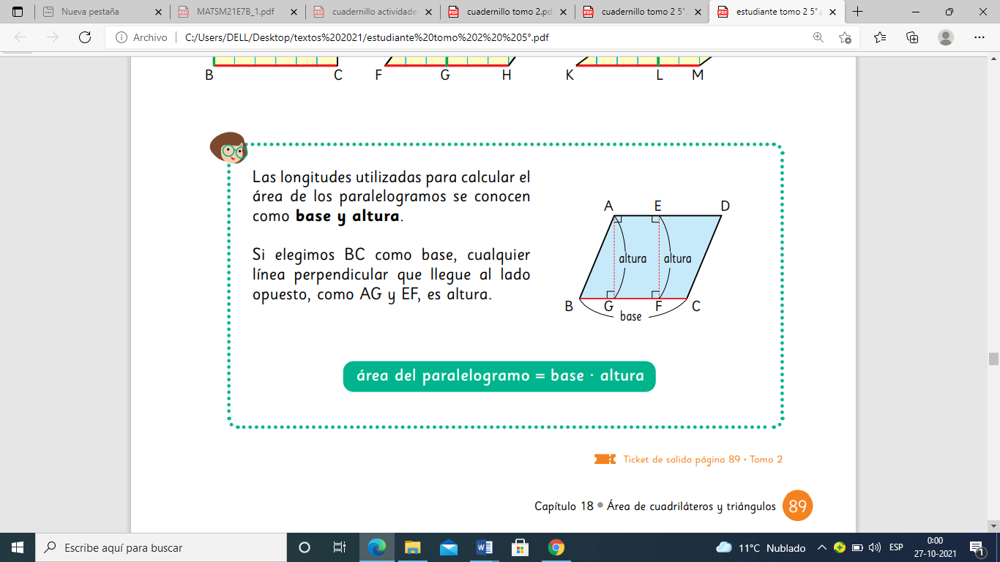 Nueva pestaña
MATSM21E7B_1.pdf
cuadernillo actividade
cuadernillo tomo 2.pd
cuadernillo tomo 2 5°.
estudiante tomo 2 5°.p
Archivo
C:/Users/DELL/Desktop/textos%202021/estudiante%20tomo%202%20%205°.pdf
B C F G H K L M
Las longitudes utilizadas para calcular el
área de los paralelogramos se conocen
como base y altura.
Si elegimos BC como base, cualquier
línea perpendicular que llegue al lado
opuesto, como AG y EF, es altura.
A E D
altura altura
B G F C
base
área del paralelogramo = base · altura
Ticket de salida página 89 • Tomo 2
Capítulo 18 • Área de cuadriláteros y triángulos 89
Escribe aquí para buscar
11°C Nublado
ESP
0:00
27-10-2021
1